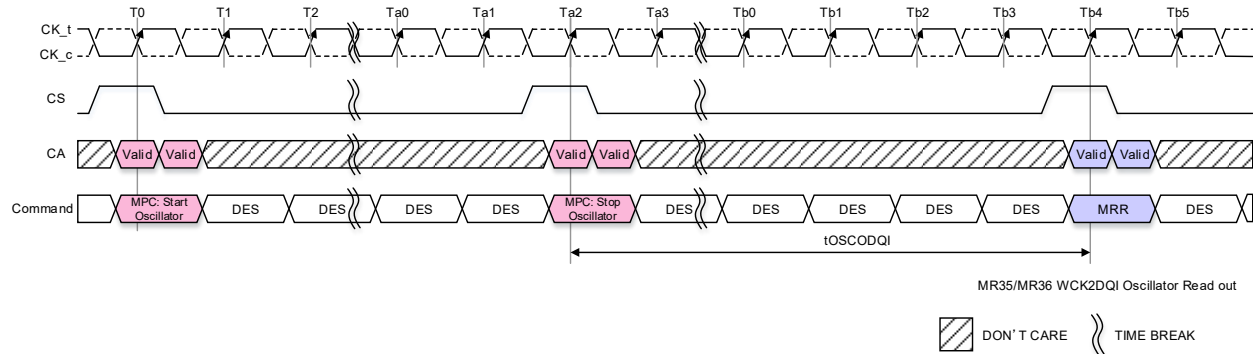 T0 T1 T2 Ta0 Ta1 Ta2 Ta3 Tb0 Tb1 Tb2 Tb3 Tb4 Tb5
CK_t
CK_c
CS
CA Valid Valid Valid Valid Valid Valid
Command MPC: Start Oscillator DES DES DES DES MPC: Stop Oscillator DES DES DES DES DES MRR DES
tOSCODQI
MR35/MR36 WCK2DQI Oscillator Read out
DON'T CARE TIME BREAK